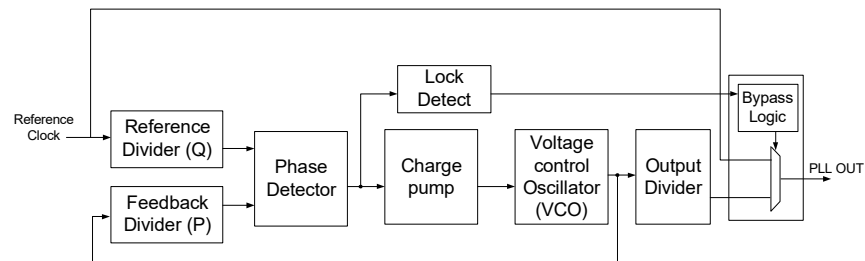 Reference
Clock
Reference
Divider (Q)
Feedback
Divider (P)
Phase
Detector
Lock
Detect
Charge
pump
Voltage
control
Oscillator
(VCO)
Output
Divider
Bypass
Logic
PLL OUT